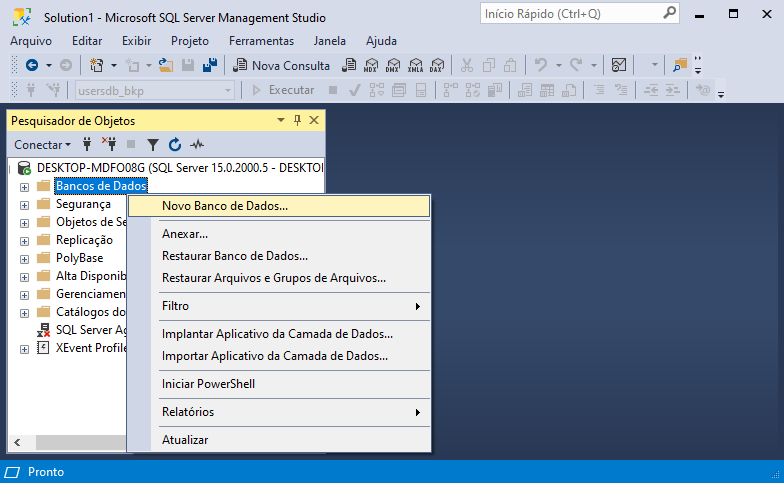 Solution1 - Microsoft SQL Server Management Studio
Início Rápido (Ctrl+Q)
Arquivo Editar Exibir Projeto Ferramentas Janela Ajuda
Nova Consulta MDX DMX XMLA DAX
usersdb_bkp Executar
Pesquisador de Objetos
Conectar
DESKTOP-MDFO08G (SQL Server 15.0.2000.5 - DESKTO
Bancos de Dados
Segurança
Objetos de Se
Replicação
PolyBase
Alta Disponib
Gerenciamen
Catálogos do
SQL Server Ag
XEvent Profile
Novo Banco de Dados...
Anexar...
Restaurar Banco de Dados...
Restaurar Arquivos e Grupos de Arquivos...
Filtro
Implantar Aplicativo da Camada de Dados...
Importar Aplicativo da Camada de Dados...
Iniciar PowerShell
Relatórios
Atualizar
Pronto